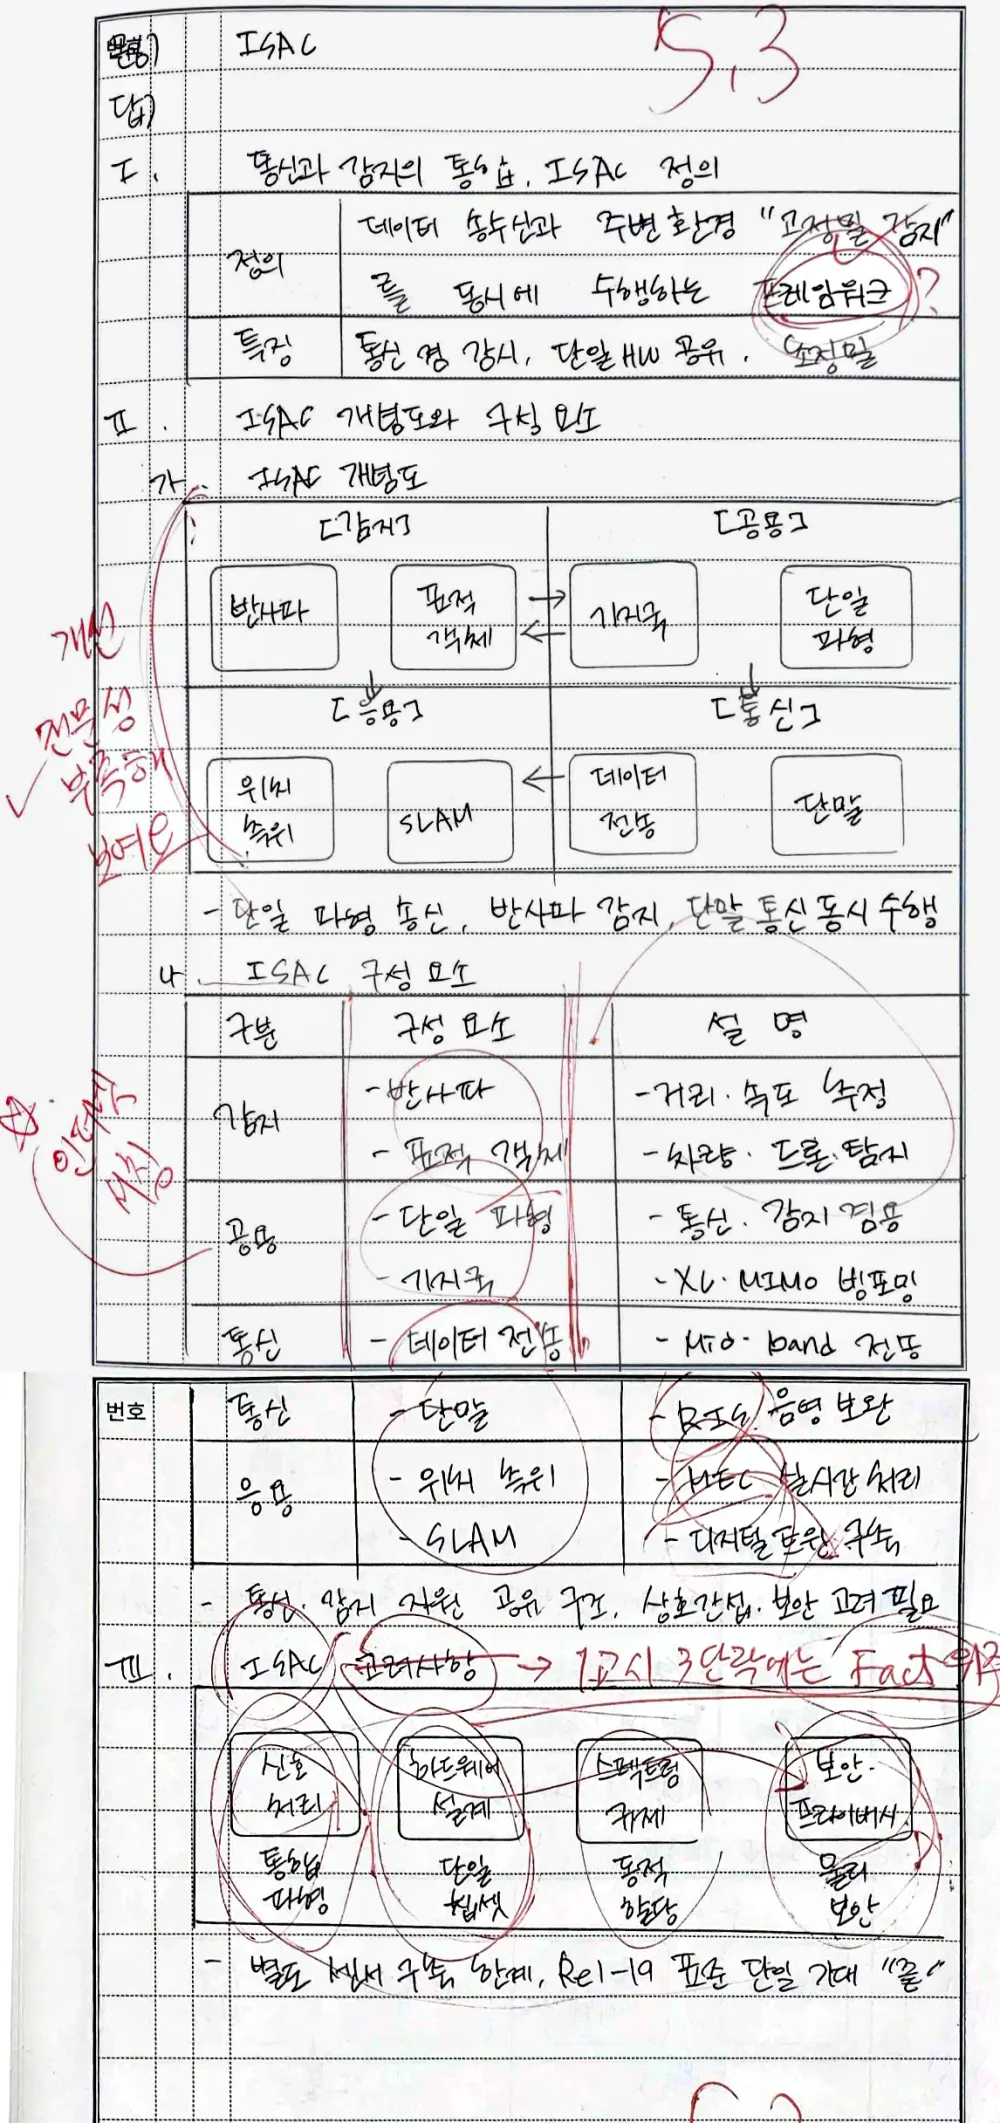 문제) ISAC
5.3
답)
I. 통신과 감지의 통합, ISAC 정의
정의
데이터 송수신과 주변환경 "고정밀 감지"
를 동시에 수행하는 프레임워크 ?
특징
통신 겸 감시, 단일 HW 공유, 고정밀
II. ISAC 개념도와 구성 요소
가. ISAC 개념도
[감지] [공용]
반사파 표적 객체 기지국 단일 파형
[응용] [통신]
위치 측위 SLAM 데이터 전송 단말
개선
전문성
부족해
보여요
- 단일 파형 송신, 반사파 감지, 단말 통신 동시 수행
나. ISAC 구성 요소
구분 구성 요소 설 명
감지 - 반사파 - 거리·속도 측정
- 표적 객체 - 차량·드론·탐지
공용 - 단일 파형 - 통신·감지 겸용
- 기지국 - XL-MIMO 빔포밍
통신 - 데이터 전송 - Mid-band 전송
번호 통신 - 단말 - RIS 음영 보완
응용 - 위치 측위 - MEC 실시간 처리
- SLAM - 디지털 트윈 구축
- 통신·감지 자원 공유 구조, 상호간섭·보안 고려 필요
III. ISAC 고려사항 → 1교시 3단락에는 Fact 위주
신호 처리 하드웨어 설계 스펙트럼 규제 보안·프라이버시
통합 파형 단일 칩셋 동적 할당 물리 보안
- 별도 센서 구축 한계, Rel-19 표준 단일 기대 "끝"